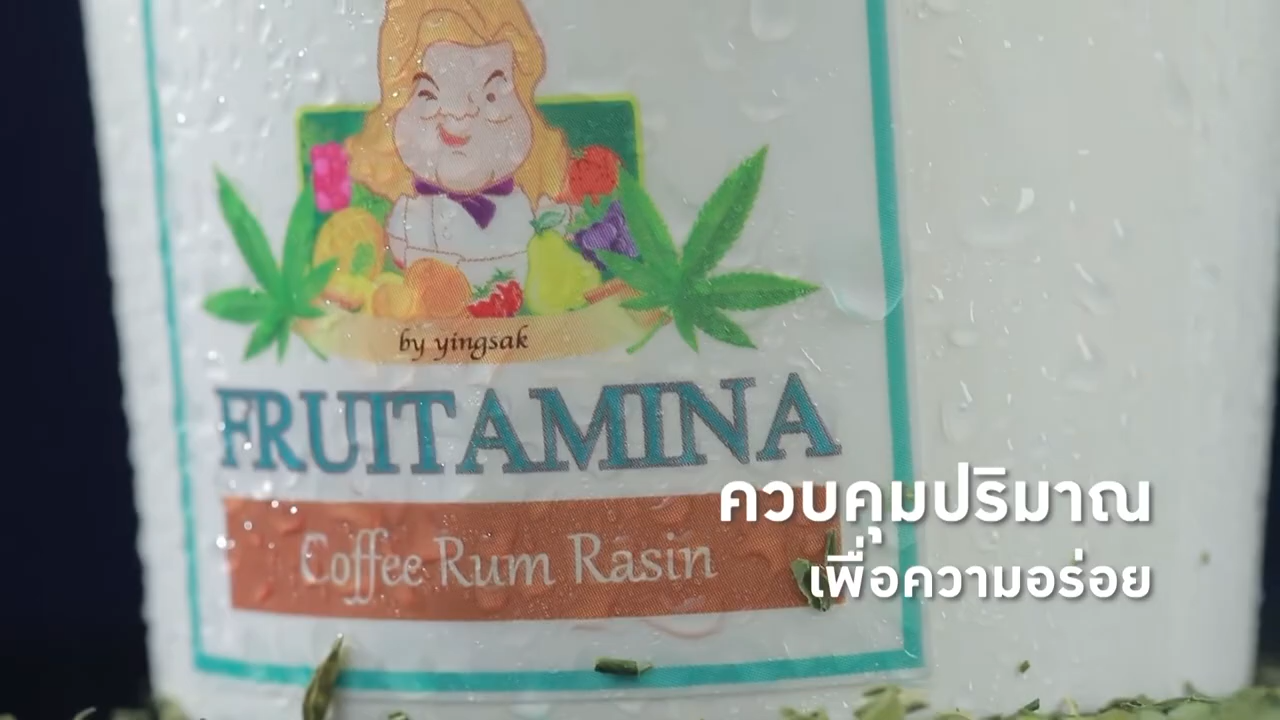 by yingsak
FRUITAMINA
Coffee Rum Rasin
ควบคุมปริมาณ
เพื่อความอร่อย